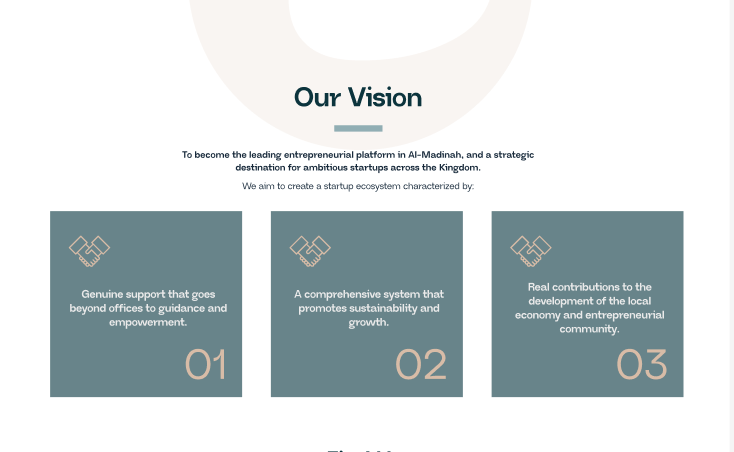 Our Vision
To become the leading entrepreneurial platform in Al-Madinah, and a strategic
destination for ambitious startups across the Kingdom.
We aim to create a startup ecosystem characterized by:
Genuine support that goes
beyond offices to guidance and
empowerment.
01
A comprehensive system that
promotes sustainability and
growth.
02
Real contributions to the
development of the local
economy and entrepreneurial
community.
03